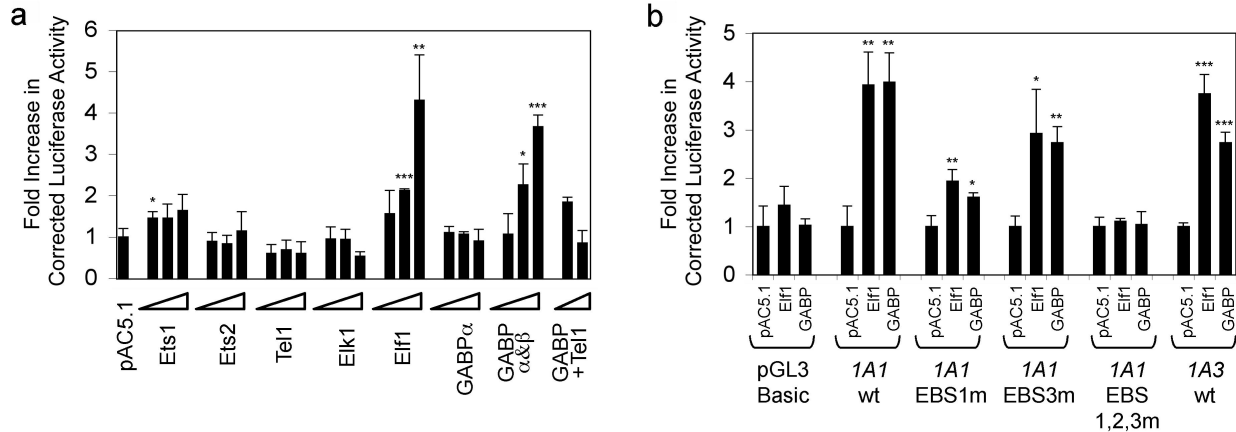 a
Fold Increase in
Corrected Luciferase Activity
6
5
4
3
2
1
0
*
***
**
*
***
pAC5.1
Ets1
Ets2
Tel1
Elk1
Elf1
GABPα
GABP
α&β
GABP
+Tel1
b
Fold Increase in
Corrected Luciferase Activity
5
4
3
2
1
0
**
**
**
*
*
**
***
***
pAC5.1
Elf1
GABP
pAC5.1
Elf1
GABP
pAC5.1
Elf1
GABP
pAC5.1
Elf1
GABP
pAC5.1
Elf1
GABP
pAC5.1
Elf1
GABP
pGL3
Basic
1A1
wt
1A1
EBS1m
1A1
EBS3m
1A1
EBS
1,2,3m
1A3
wt